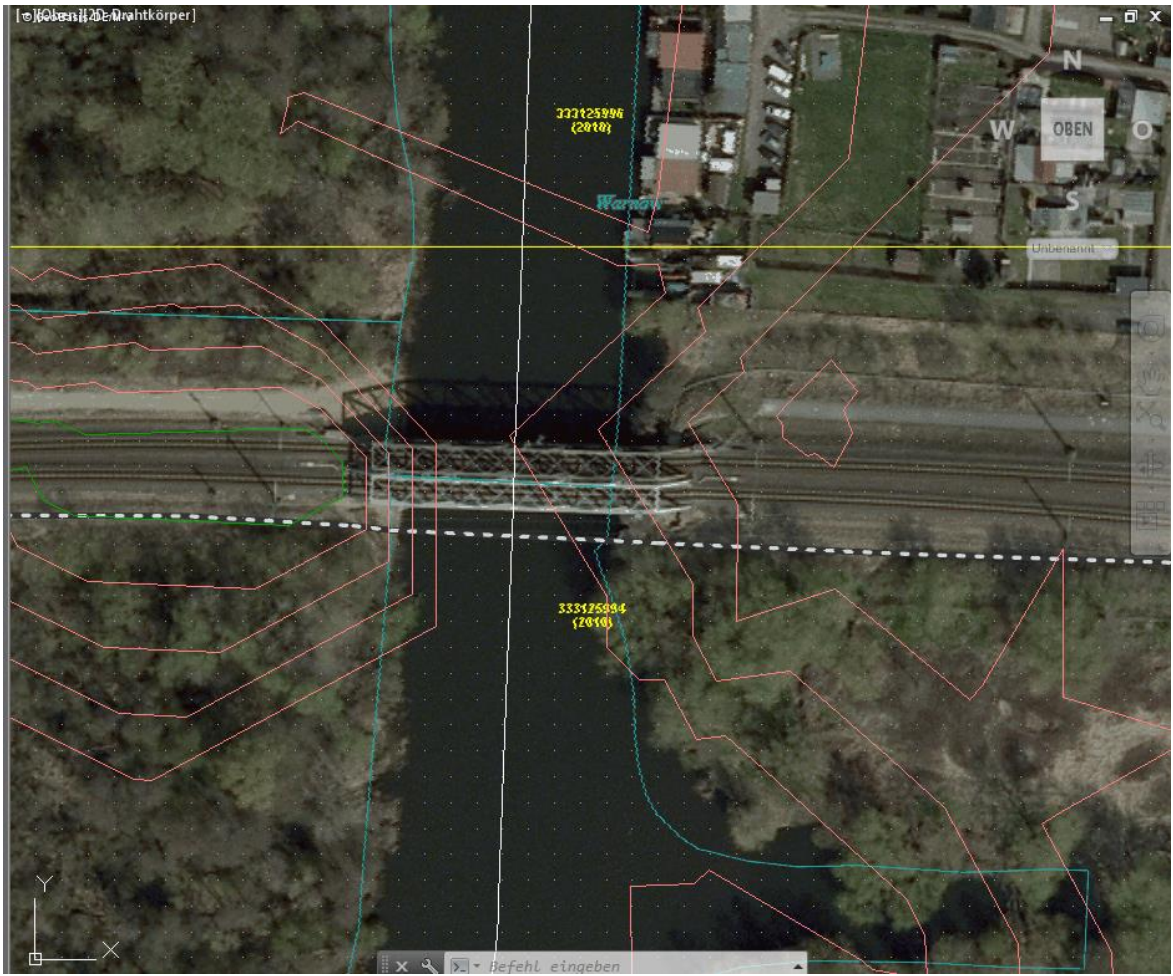 [−][Oben][2D-Drahtkörper]
333125996
(2010)
Warnow
N
W
OBEN
O
S
Unbenannt
333125994
(2010)
Y
X
Befehl eingeben